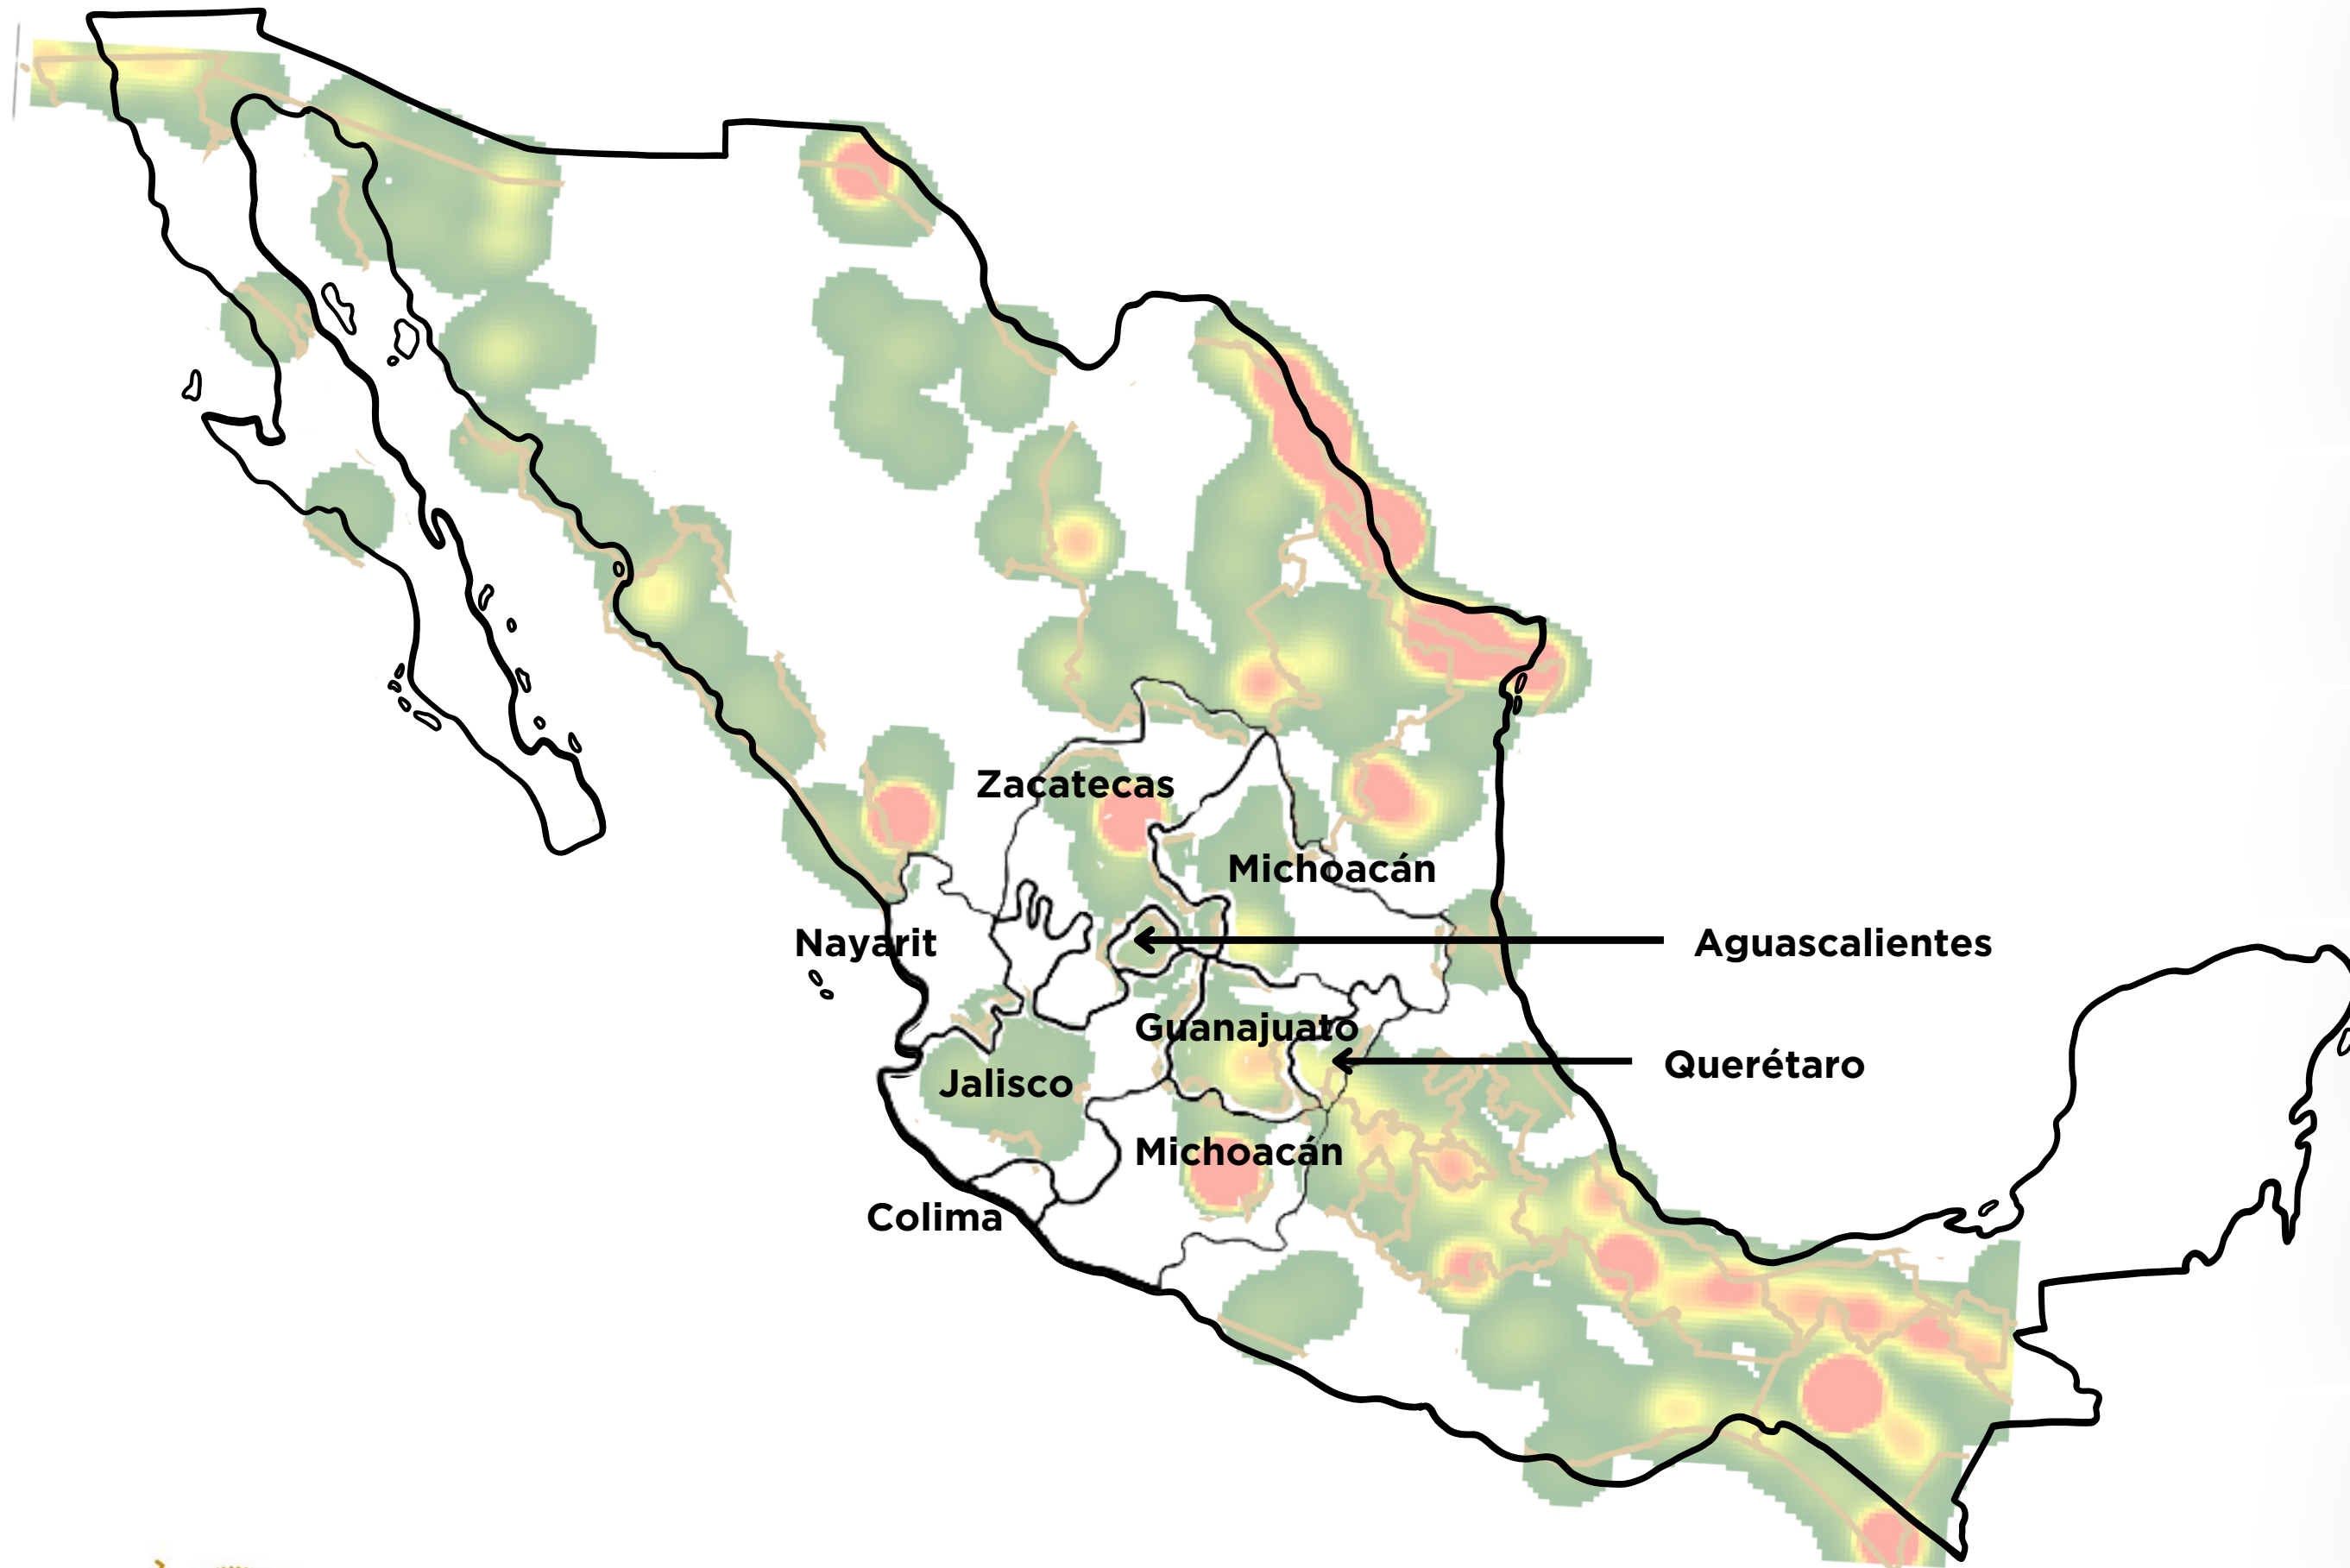 Zacatecas
Michoacán
Nayarit
Aguascalientes
Guanajuato
Querétaro
Jalisco
Michoacán
Colima